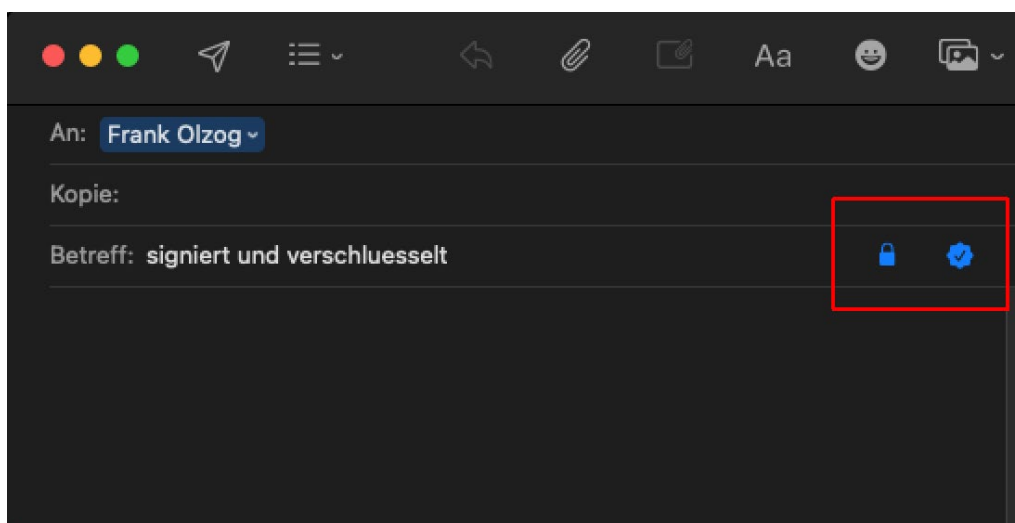 Aa
An: Frank Olzog
Kopie:
Betreff: signiert und verschluesselt